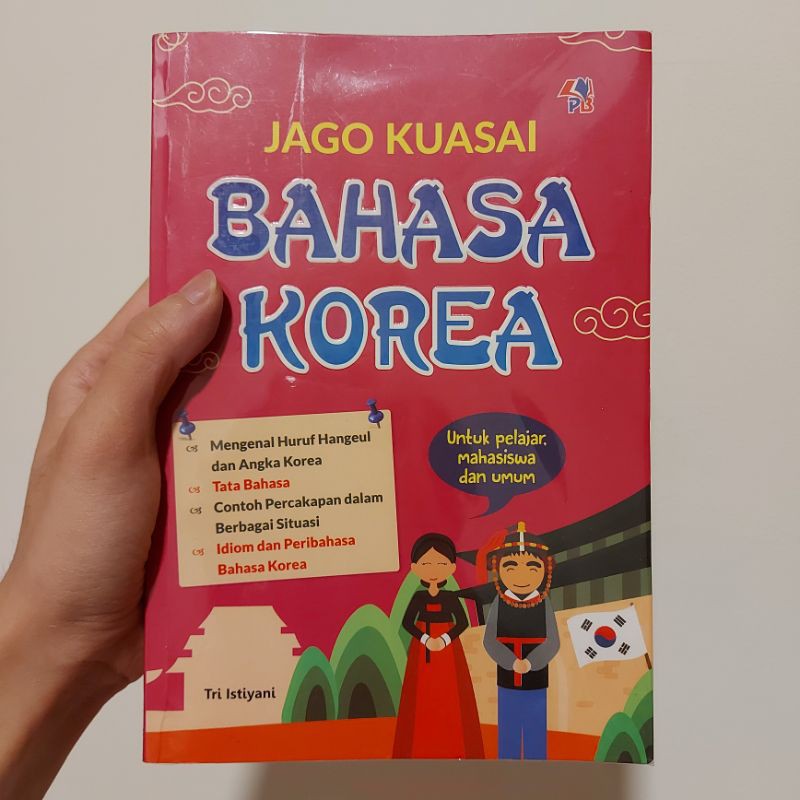 PB
JAGO KUASAI
BAHASA
KOREA
Mengenal Huruf Hangeul
dan Angka Korea
Tata Bahasa
Contoh Percakapan dalam
Berbagai Situasi
Idiom dan Peribahasa
Bahasa Korea
Untuk pelajar,
mahasiswa
dan umum
Tri Istiyani